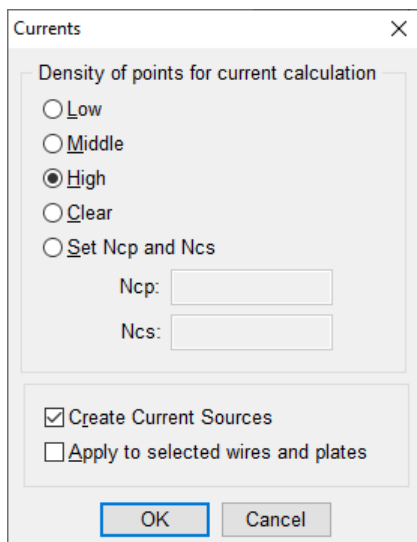 Currents
Density of points for current calculation
Low
Middle
High
Clear
Set Ncp and Ncs
Ncp:
Ncs:
Create Current Sources
Apply to selected wires and plates
OK Cancel